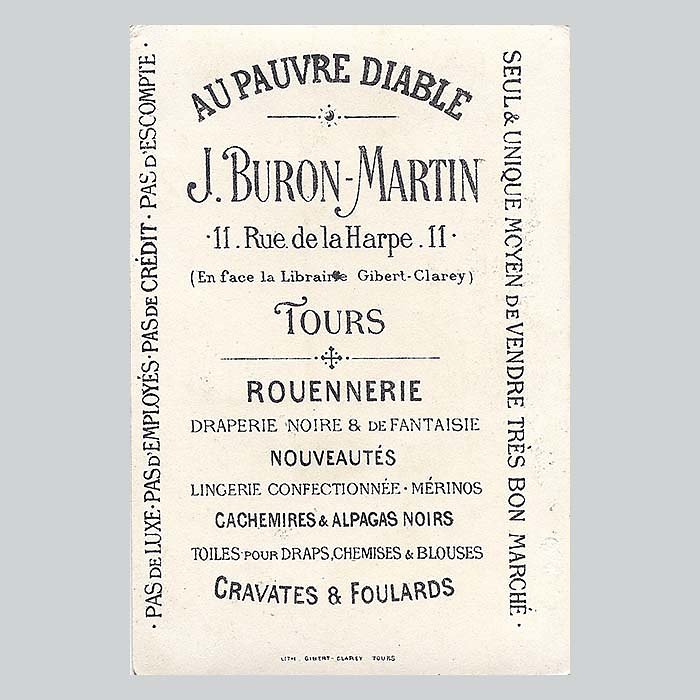 AU PAUVRE DIABLE
J. BURON-MARTIN
·11. Rue de la Harpe. 11·
(En face la Librairie Gibert-Clarey)
TOURS
ROUENNERIE
DRAPERIE NOIRE & DE FANTAISIE
NOUVEAUTÉS
LINGERIE CONFECTIONNÉE · MÉRINOS
CACHEMIRES & ALPAGAS NOIRS
TOILES POUR DRAPS, CHEMISES & BLOUSES
CRAVATES & FOULARDS
LITH. GIBERT-CLAREY TOURS
· PAS DE LUXE · PAS D'EMPLOYÉS · PAS DE CRÉDIT · PAS D'ESCOMPTE ·
SEUL & UNIQUE MOYEN DE VENDRE TRÈS BON MARCHÉ ·